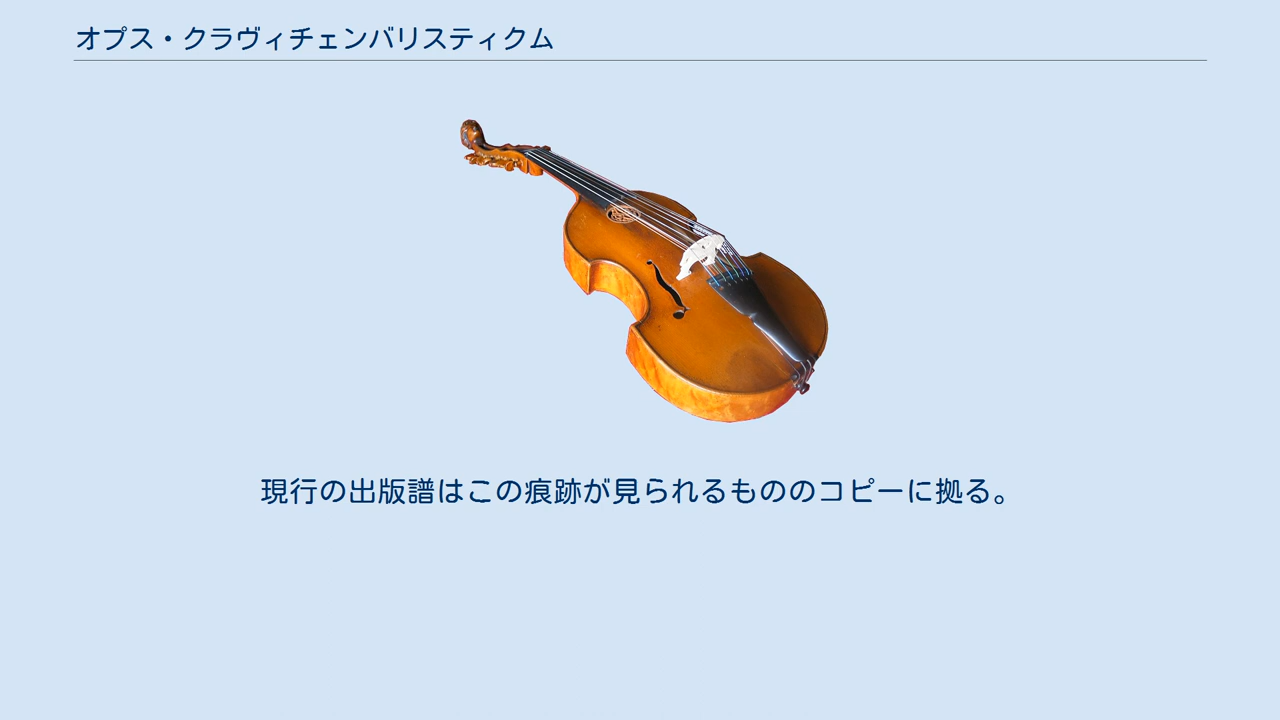 オプス・クラヴィチェンバリスティクム
現行の出版譜はこの痕跡が見られるもののコピーに拠る。